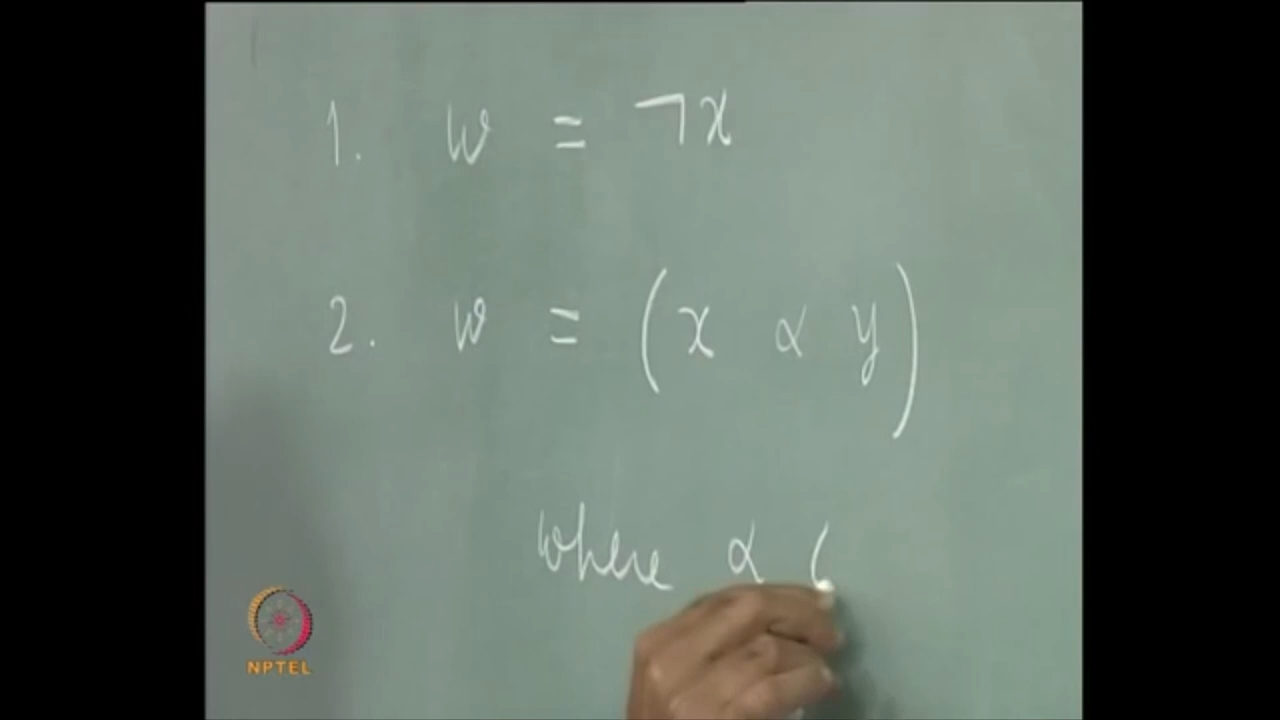 1. w ≡ ¬x
2. w ≡ (x α y)
where α
NPTEL